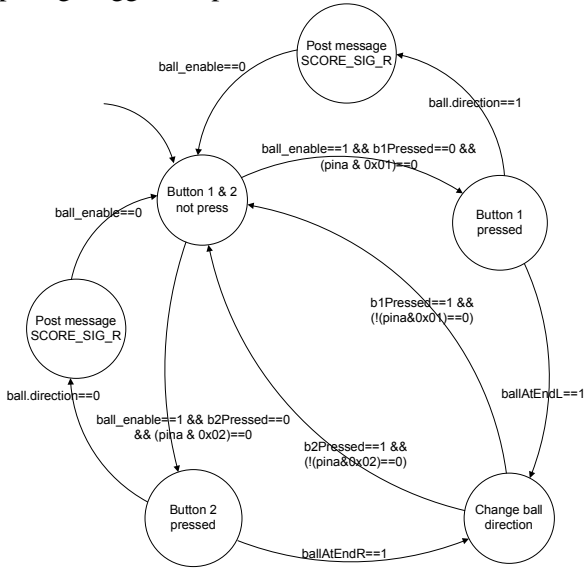 Post message
SCORE_SIG_R
ball_enable==0
ball.direction==1
ball_enable==1 && b1Pressed==0 &&
(pina & 0x01)==0
Button 1 & 2
not press
Button 1
pressed
ball_enable==0
Post message
SCORE_SIG_R
b1Pressed==1 &&
(!(pina&0x01)==0)
ball.direction==0
ballAtEndL==1
ball_enable==1 && b2Pressed==0
&& (pina & 0x02)==0
b2Pressed==1 &&
(!(pina&0x02)==0)
Button 2
pressed
Change ball
direction
ballAtEndR==1